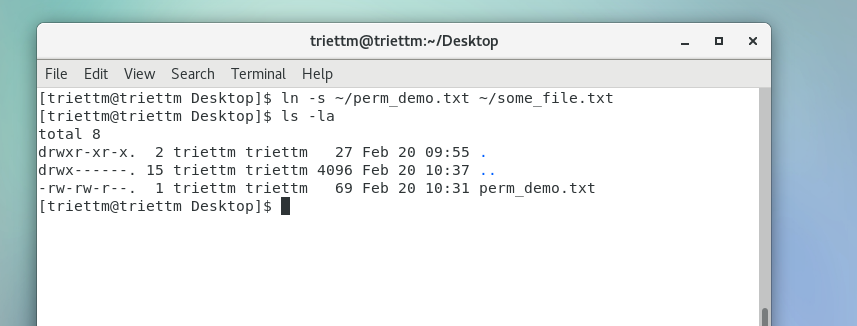 triettm@triettm:~/Desktop
File Edit View Search Terminal Help
[triettm@triettm Desktop]$ ln -s ~/perm_demo.txt ~/some_file.txt
[triettm@triettm Desktop]$ ls -la
total 8
drwxr-xr-x.  2 triettm triettm   27 Feb 20 09:55 .
drwx------. 15 triettm triettm 4096 Feb 20 10:37 ..
-rw-rw-r--.  1 triettm triettm   69 Feb 20 10:31 perm_demo.txt
[triettm@triettm Desktop]$